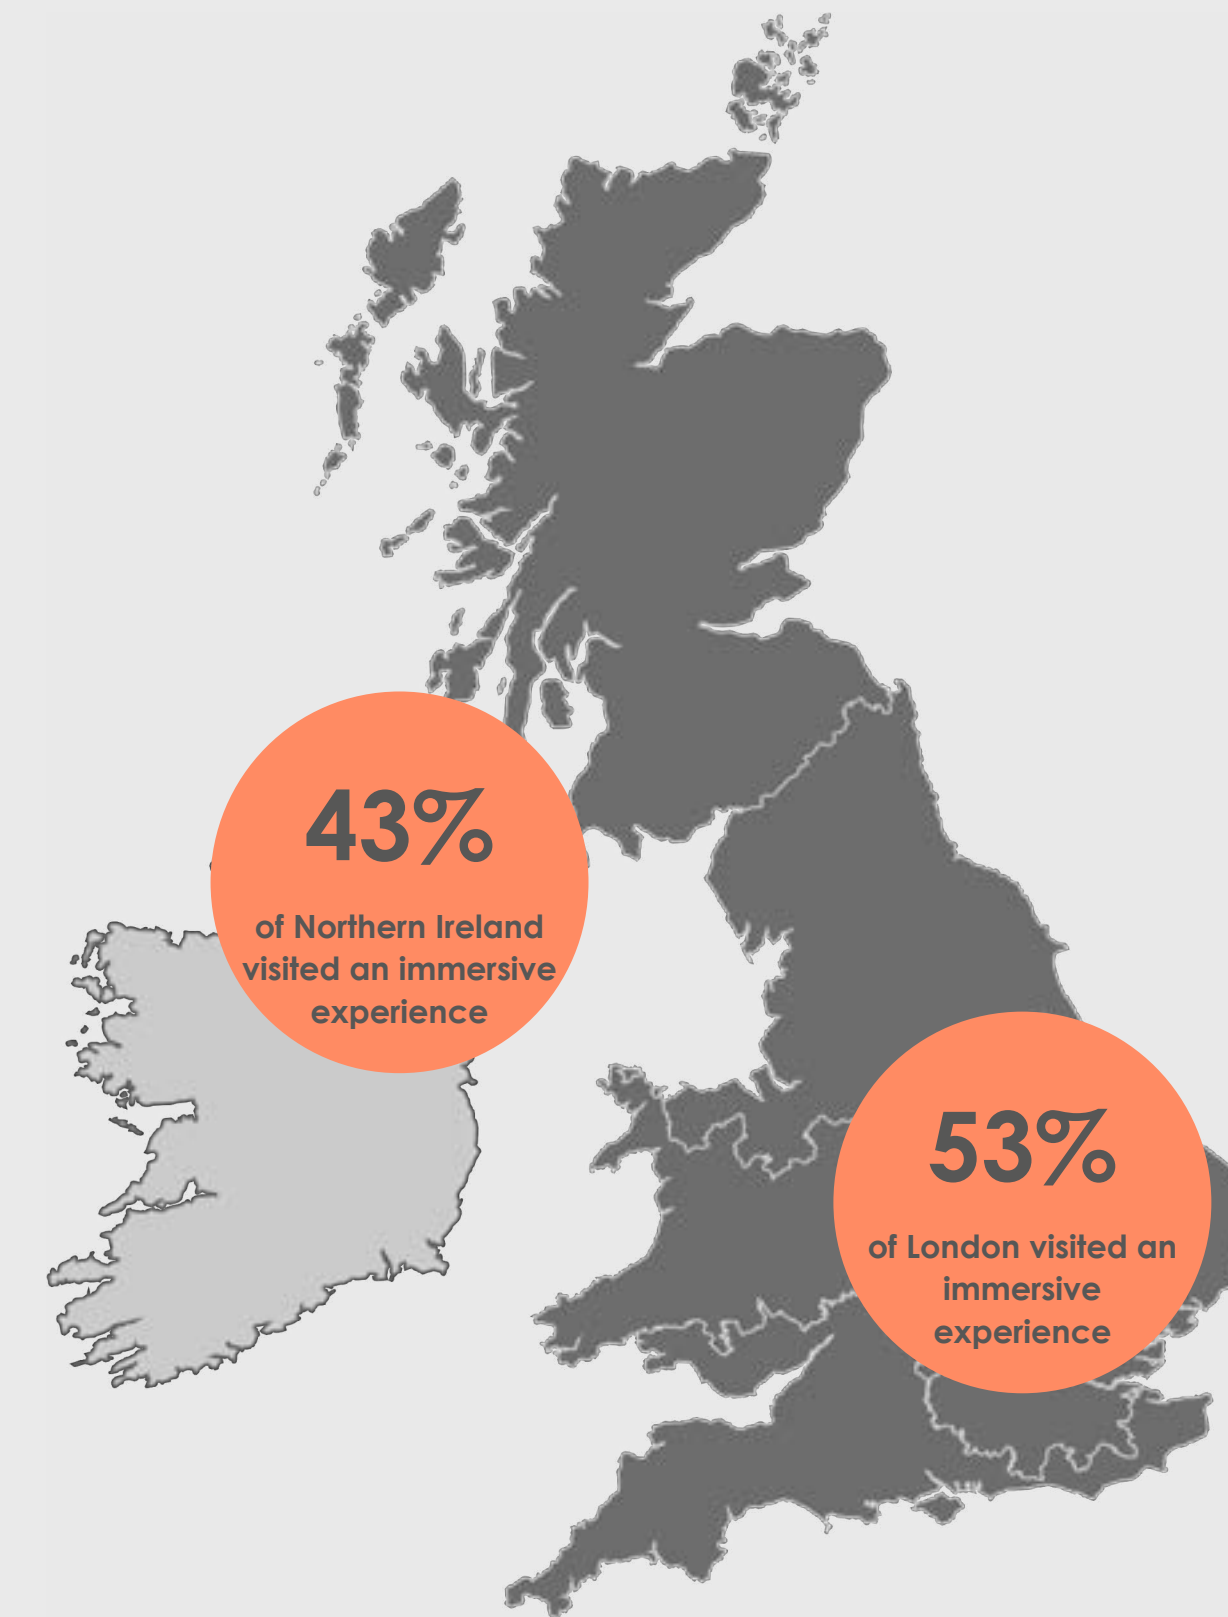 43%
of Northern Ireland
visited an immersive
experience
53%
of London visited an
immersive
experience